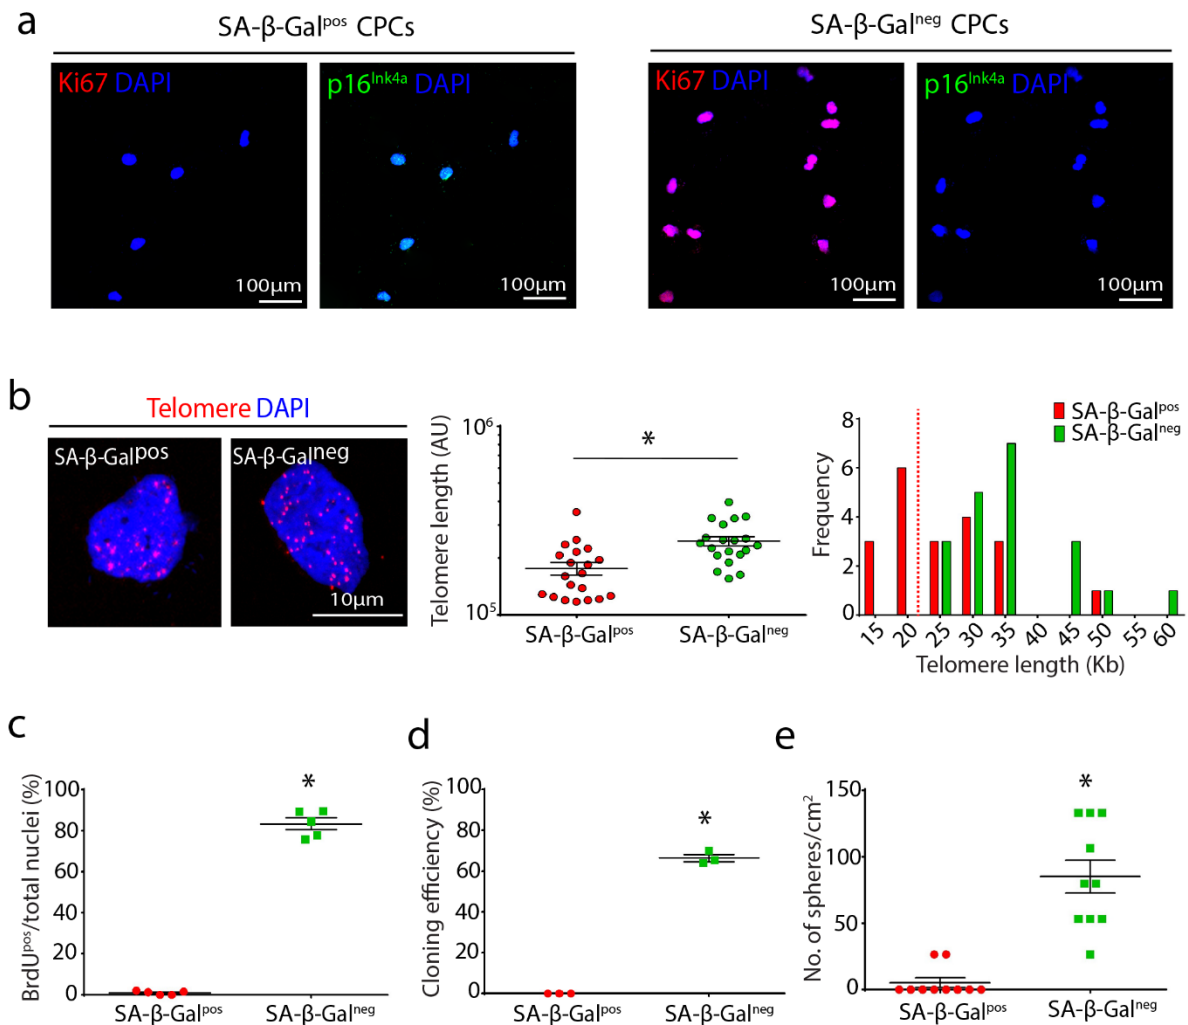 a
SA-β-Galᵖᵒˢ CPCs
SA-β-Galⁿᵉᵍ CPCs
Ki67 DAPI
p16ᴵⁿᵏ⁴ᵃ DAPI
Ki67 DAPI
p16ᴵⁿᵏ⁴ᵃ DAPI
100μm
100μm
100μm
100μm
b
Telomere DAPI
SA-β-Galᵖᵒˢ
SA-β-Galⁿᵉᵍ
10μm
Telomere length (AU)
10⁶
10⁵
*
SA-β-Galᵖᵒˢ
SA-β-Galⁿᵉᵍ
SA-β-Galᵖᵒˢ
SA-β-Galⁿᵉᵍ
Frequency
8
6
4
2
0
15 20 25 30 35 40 45 50 55 60
Telomere length (Kb)
c
BrdUᵖᵒˢ/total nuclei (%)
100
80
60
40
20
0
*
SA-β-Galᵖᵒˢ
SA-β-Galⁿᵉᵍ
d
Cloning efficiency (%)
100
80
60
40
20
0
*
SA-β-Galᵖᵒˢ
SA-β-Galⁿᵉᵍ
e
No. of spheres/cm²
150
100
50
0
*
SA-β-Galᵖᵒˢ
SA-β-Galⁿᵉᵍ